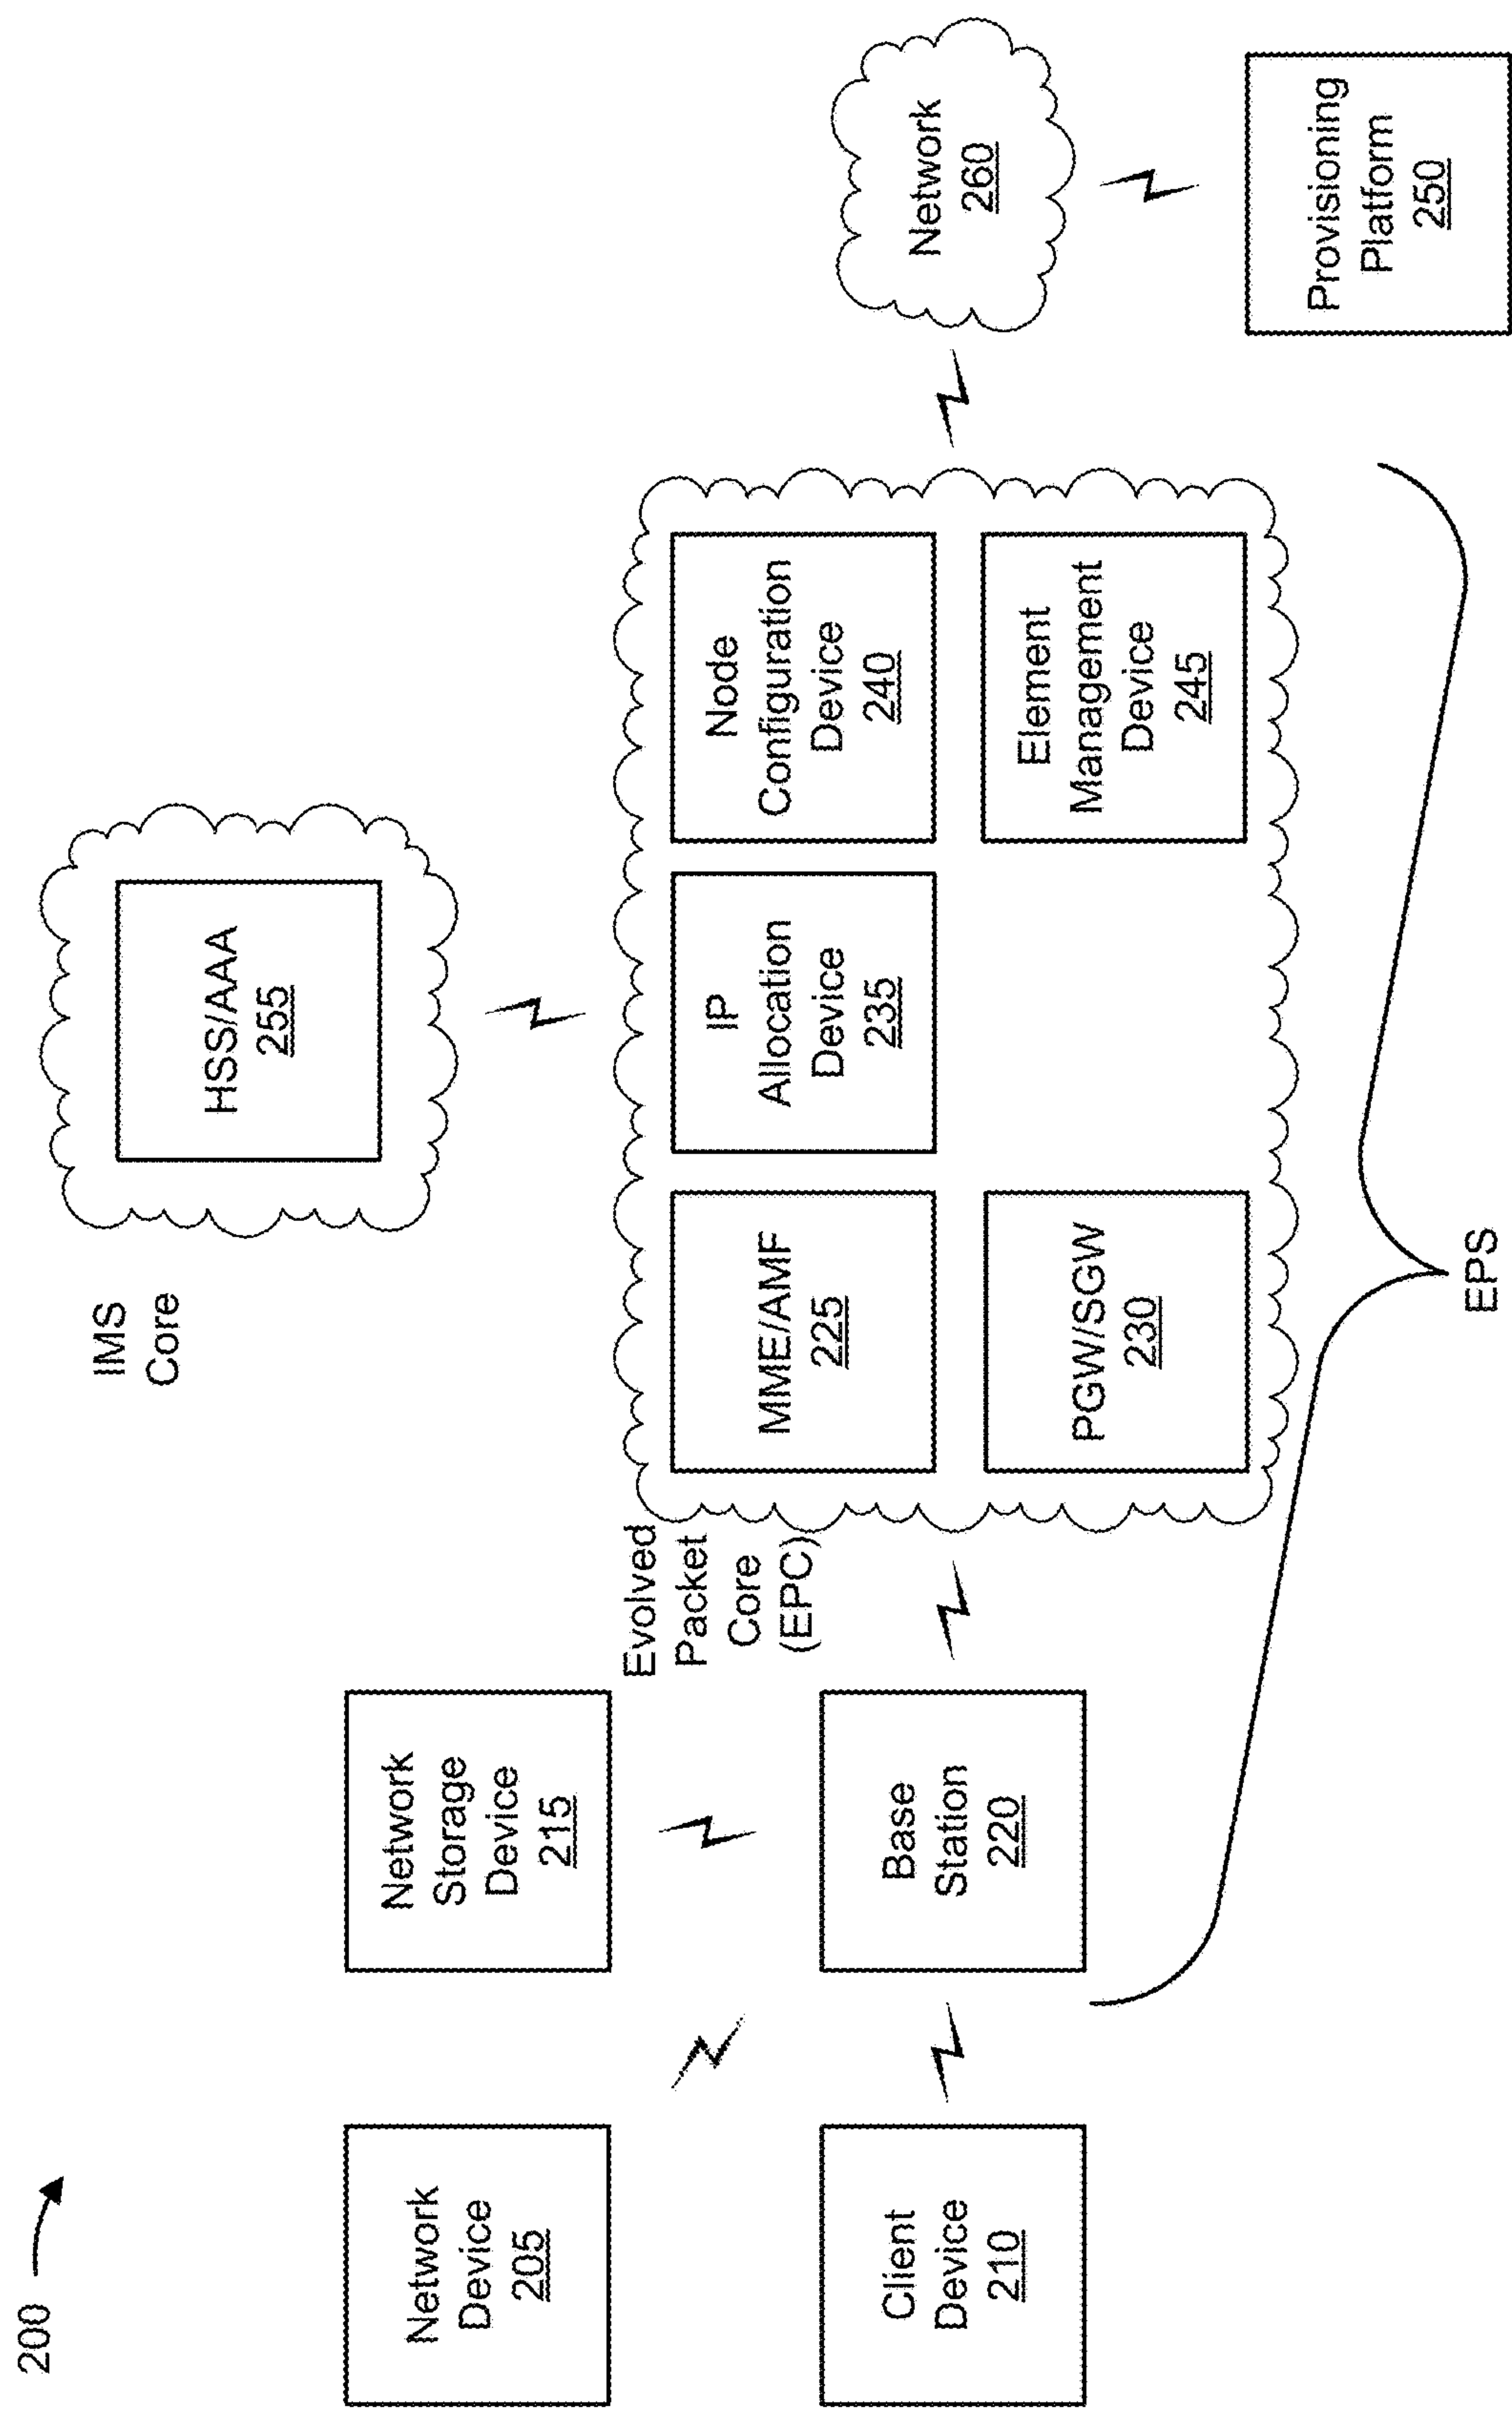 200
IMS
Core
HSS/AAA
255
Network
Device
205
Network
Storage
Device
215
Evolved
Packet
Core
(EPC)
MME/AMF
225
IP
Allocation
Device
235
Node
Configuration
Device
240
Network
260
Client
Device
210
Base
Station
220
PGW/SGW
230
Element
Management
Device
245
Provisioning
Platform
250
EPS